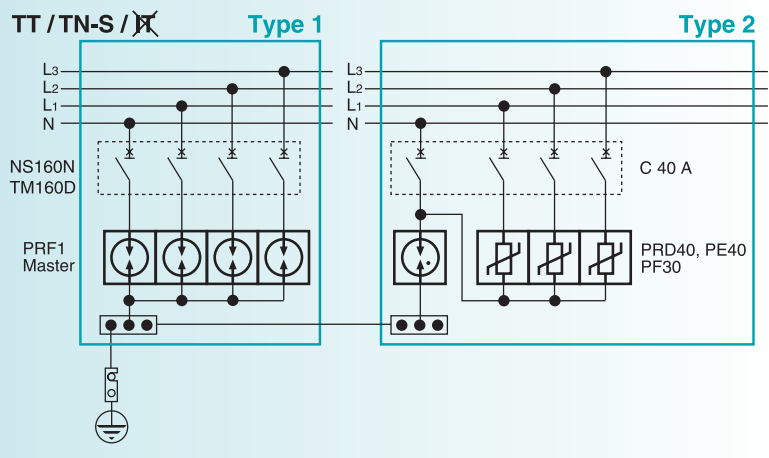 TT / TN-S / IT
Type 1
Type 2
L3
L2
L1
N
L3
L2
L1
N
NS160N
TM160D
C 40 A
PRF1
Master
PRD40, PE40
PF30